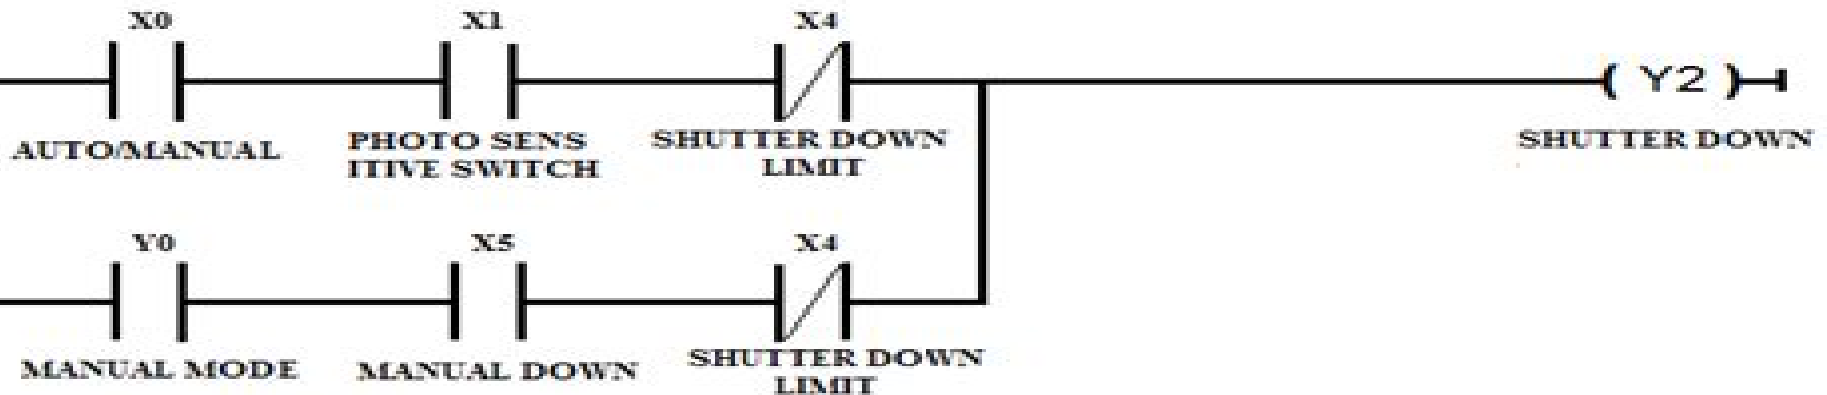 X0 X1 X4
( Y2 )
AUTO/MANUAL
PHOTO SENS
ITIVE SWITCH
SHUTTER DOWN
LIMIT
SHUTTER DOWN
Y0 X5 X4
MANUAL MODE
MANUAL DOWN
SHUTTER DOWN
LIMIT